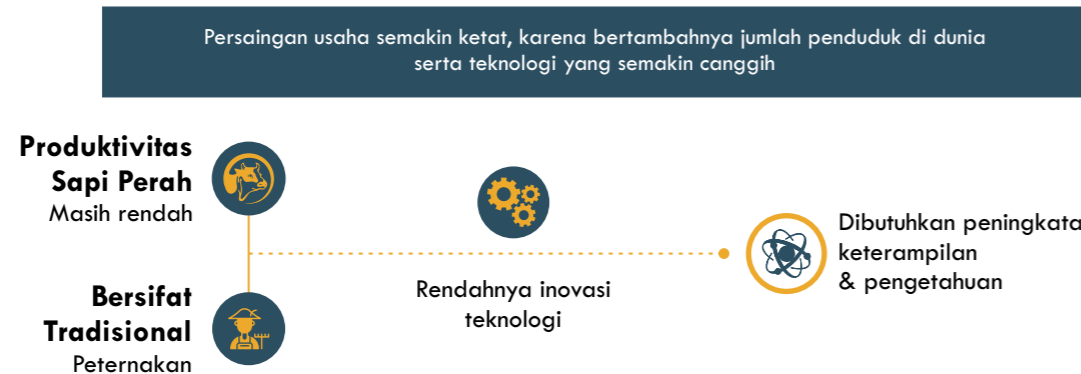 Persaingan usaha semakin ketat, karena bertambahnya jumlah penduduk di dunia
serta teknologi yang semakin canggih
Produktivitas
Sapi Perah
Masih rendah
Bersifat
Tradisional
Peternakan
Rendahnya inovasi
teknologi
Dibutuhkan peningkata
keterampilan
& pengetahuan